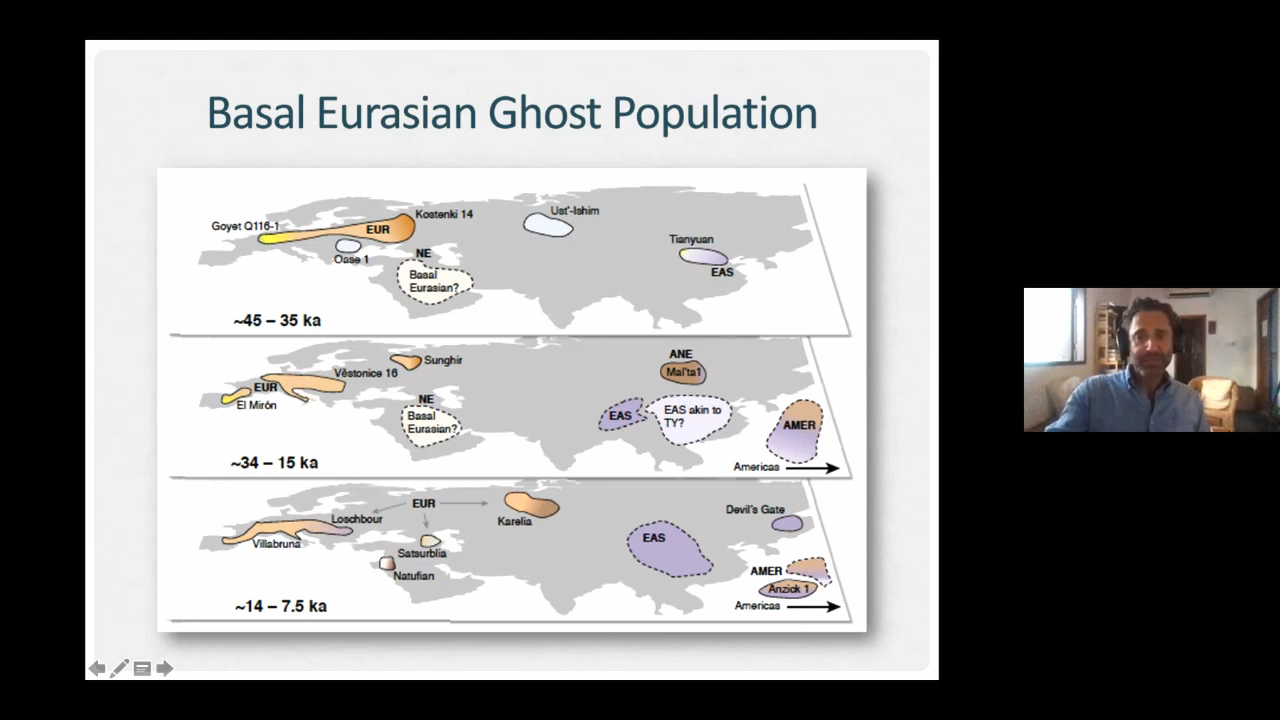 Basal Eurasian Ghost Population
Goyet Q116-1
EUR
Kostenki 14
Oase 1
NE
Basal
Eurasian?
Ust'-Ishim
Tianyuan
EAS
~45 – 35 ka
EUR
El Mirón
Věstonice 16
Sunghir
NE
Basal
Eurasian?
ANE
Mal'ta1
EAS
EAS akin to
TY?
AMER
Americas
~34 – 15 ka
EUR
Loschbour
Villabruna
Karelia
Satsurblia
Natufian
EAS
Devil's Gate
AMER
Anzick 1
Americas
~14 – 7.5 ka